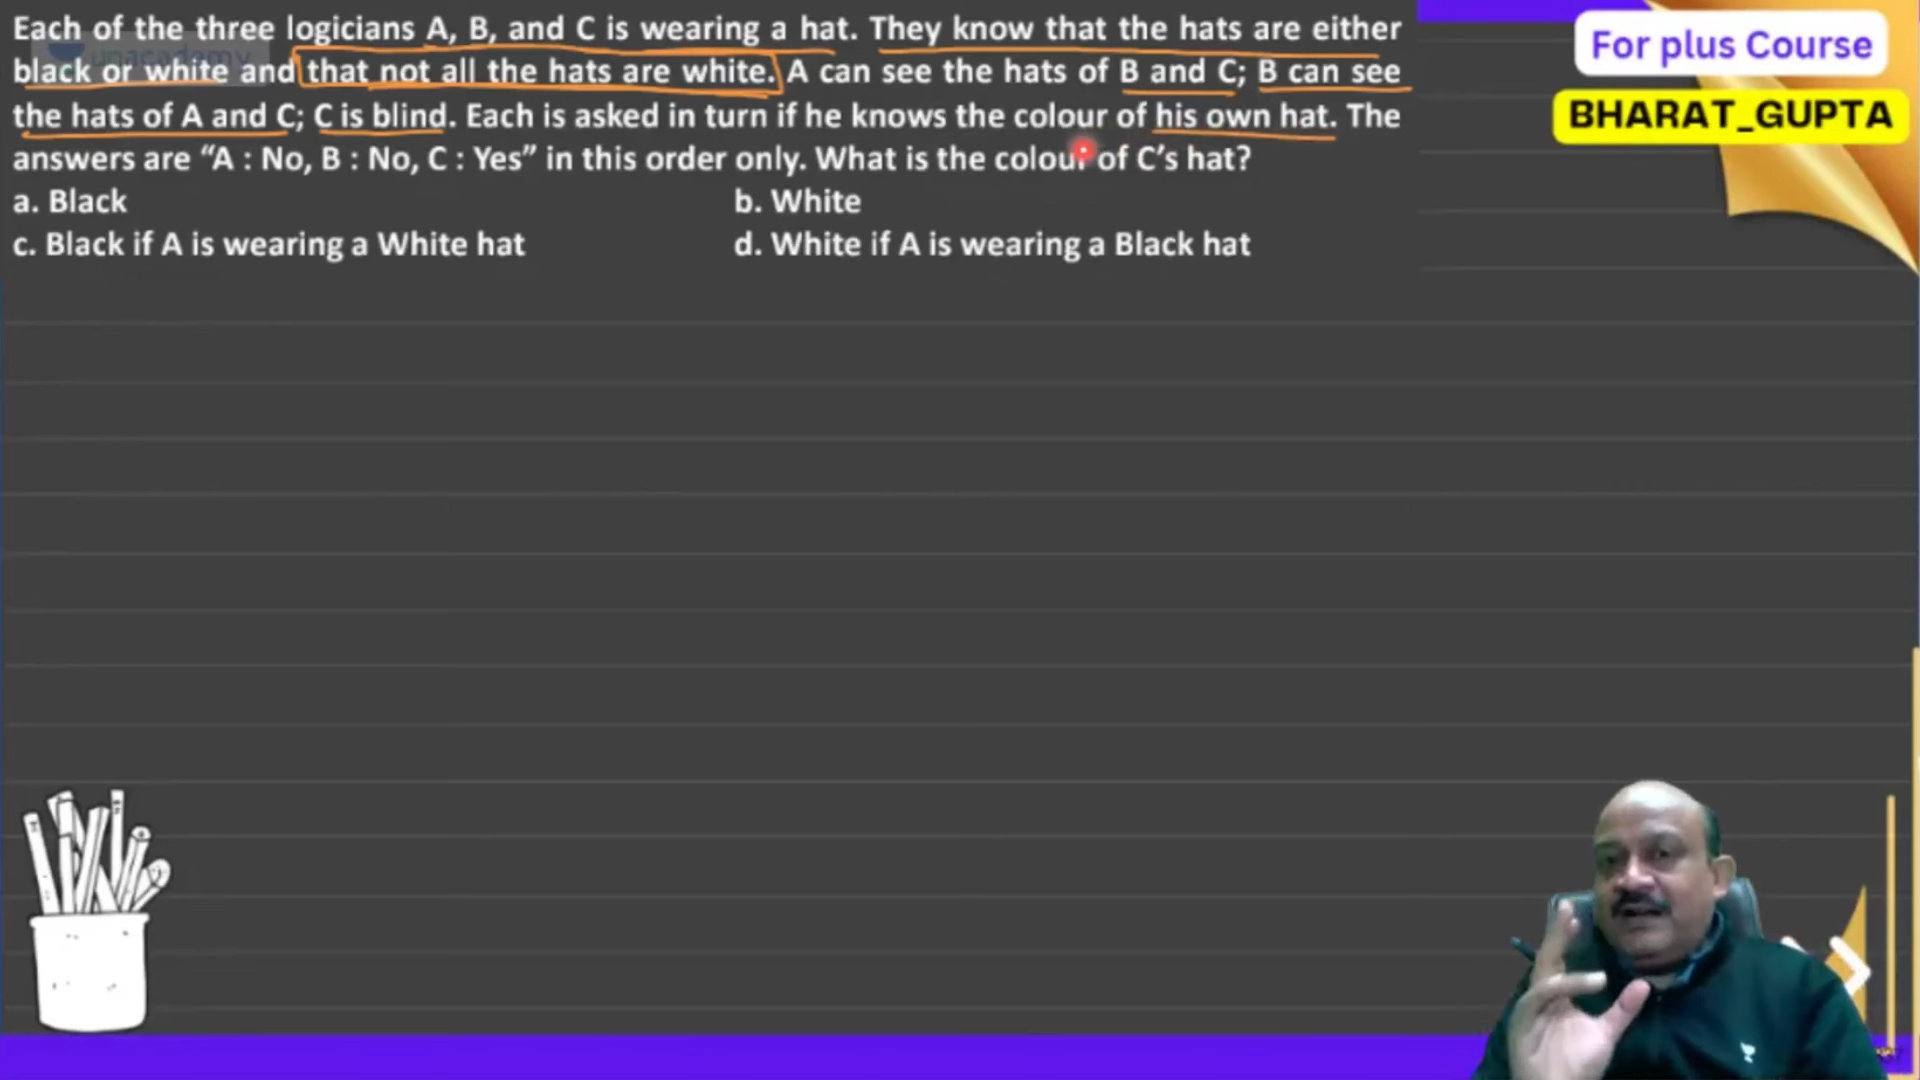 Each of the three logicians A, B, and C is wearing a hat. They know that the hats are either
black or white and that not all the hats are white. A can see the hats of B and C; B can see
the hats of A and C; C is blind. Each is asked in turn if he knows the colour of his own hat. The
answers are “A : No, B : No, C : Yes” in this order only. What is the colour of C’s hat?
a. Black
b. White
c. Black if A is wearing a White hat
d. White if A is wearing a Black hat
For plus Course
BHARAT_GUPTA
unacademy